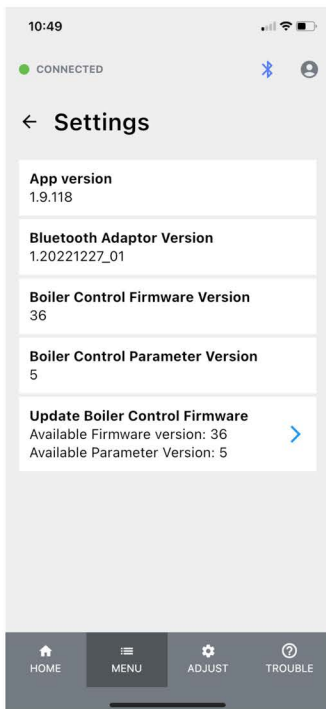 10:49
CONNECTED
Settings
App version
1.9.118
Bluetooth Adaptor Version
1.20221227_01
Boiler Control Firmware Version
36
Boiler Control Parameter Version
5
Update Boiler Control Firmware
Available Firmware version: 36
Available Parameter Version: 5
HOME MENU ADJUST TROUBLE